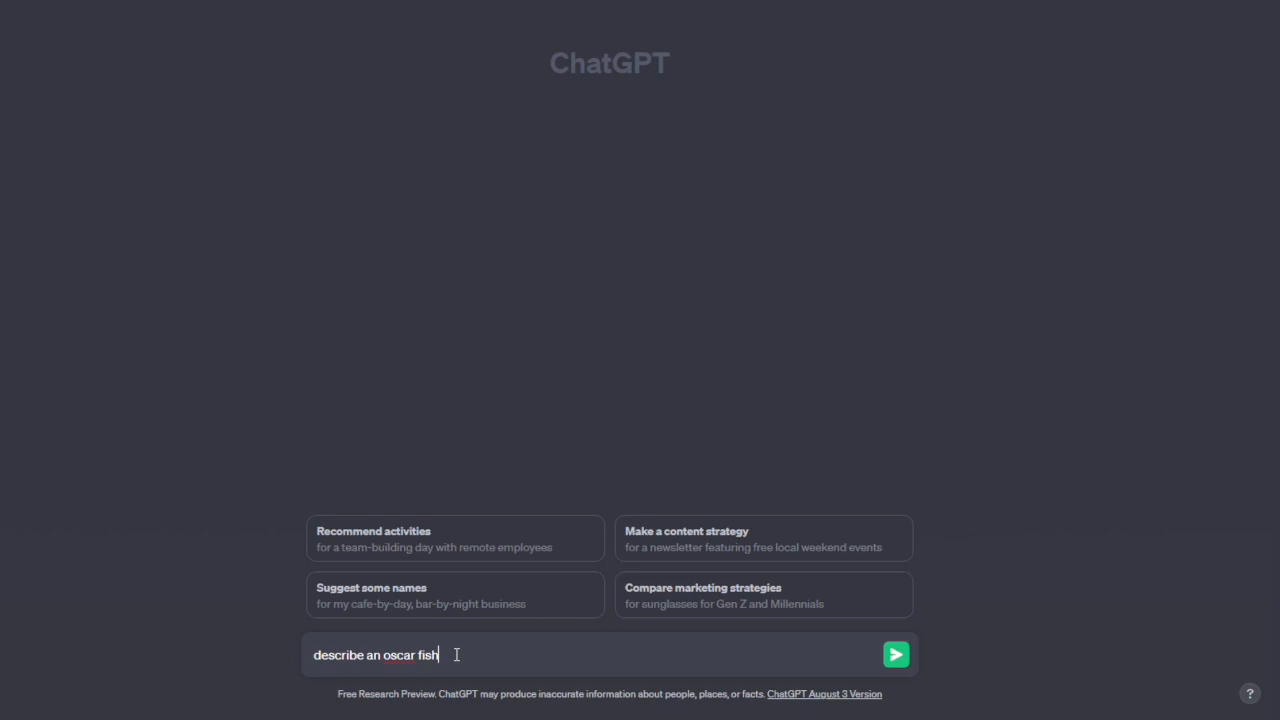 ChatGPT
Recommend activities
for a team-building day with remote employees
Make a content strategy
for a newsletter featuring free local weekend events
Suggest some names
for my cafe-by-day, bar-by-night business
Compare marketing strategies
for sunglasses for Gen Z and Millennials
describe an oscar fish
Free Research Preview. ChatGPT may produce inaccurate information about people, places, or facts. ChatGPT August 3 Version
?